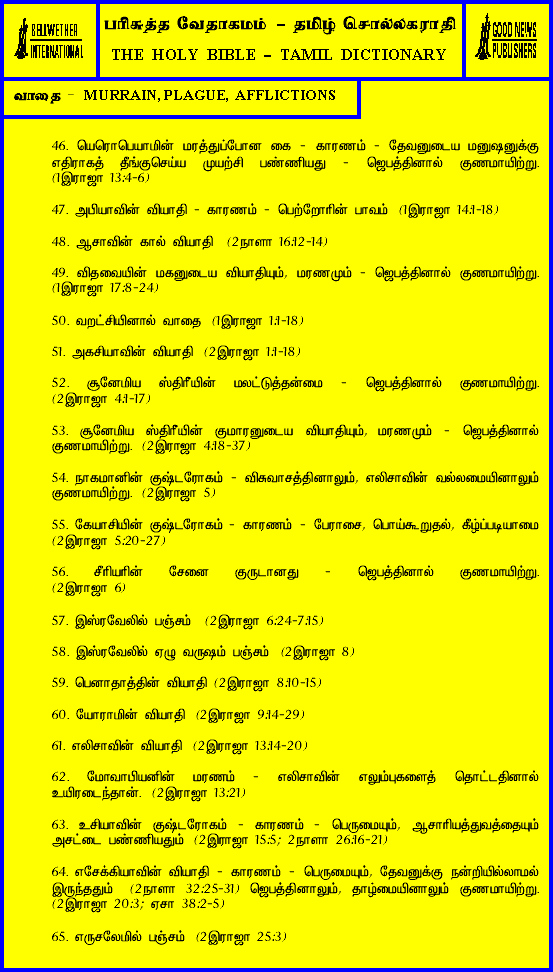 BELLWETHER
INTERNATIONAL
பரிசுத்த வேதாகமம் – தமிழ் சொல்லகராதி
THE HOLY BIBLE – TAMIL DICTIONARY
GOOD NEWS
PUBLISHERS
வாதை - MURRAIN, PLAGUE, AFFLICTIONS
46. யெரொபெயாமின் மரத்துப்போன கை - காரணம் - தேவனுடைய மனுஷனுக்கு
எதிராகத் தீங்குசெய்ய முயற்சி பண்ணியது - ஜெபத்தினால் குணமாயிற்று.
(1இராஜா 13:4-6)
47. அபியாவின் வியாதி - காரணம் - பெற்றோரின் பாவம் (1இராஜா 14:1-18)
48. ஆசாவின் கால் வியாதி (2நாளா 16:12-14)
49. விதவையின் மகனுடைய வியாதியும், மரணமும் - ஜெபத்தினால் குணமாயிற்று.
(1இராஜா 17:8-24)
50. வறட்சியினால் வாதை (1இராஜா 1:1-18)
51. அகசியாவின் வியாதி (2இராஜா 1:1-18)
52. சூனேமிய ஸ்திரீயின் மலட்டுத்தன்மை - ஜெபத்தினால் குணமாயிற்று.
(2இராஜா 4:1-17)
53. சூனேமிய ஸ்திரீயின் குமாரனுடைய வியாதியும், மரணமும் - ஜெபத்தினால்
குணமாயிற்று. (2இராஜா 4:18-37)
54. நாகமானின் குஷ்டரோகம் - விசுவாசத்தினாலும், எலிசாவின் வல்லமையினாலும்
குணமாயிற்று. (2இராஜா 5)
55. கேயாசியின் குஷ்டரோகம் - காரணம் - பேராசை, பொய்கூறுதல், கீழ்ப்படியாமை
(2இராஜா 5:20-27)
56. சீரியரின் சேனை குருடானது - ஜெபத்தினால் குணமாயிற்று.
(2இராஜா 6)
57. இஸ்ரவேலில் பஞ்சம் (2இராஜா 6:24-7:15)
58. இஸ்ரவேலில் ஏழு வருஷம் பஞ்சம் (2இராஜா 8)
59. பெனாதாத்தின் வியாதி (2இராஜா 8:10-15)
60. யோராமின் வியாதி (2இராஜா 9:14-29)
61. எலிசாவின் வியாதி (2இராஜா 13:14-20)
62. மோவாபியனின் மரணம் - எலிசாவின் எலும்புகளைத் தொட்டதினால்
உயிரடைந்தான். (2இராஜா 13:21)
63. உசியாவின் குஷ்டரோகம் - காரணம் - பெருமையும், ஆசாரியத்துவத்தையும்
அசட்டை பண்ணியதும் (2இராஜா 15:5; 2நாளா 26:16-21)
64. எசேக்கியாவின் வியாதி - காரணம் - பெருமையும், தேவனுக்கு நன்றியில்லாமல்
இருந்ததும் (2நாளா 32:25-31) ஜெபத்தினாலும், தாழ்மையினாலும் குணமாயிற்று.
(2இராஜா 20:3; ஏசா 38:2-5)
65. எருசலேமில் பஞ்சம் (2இராஜா 25:3)